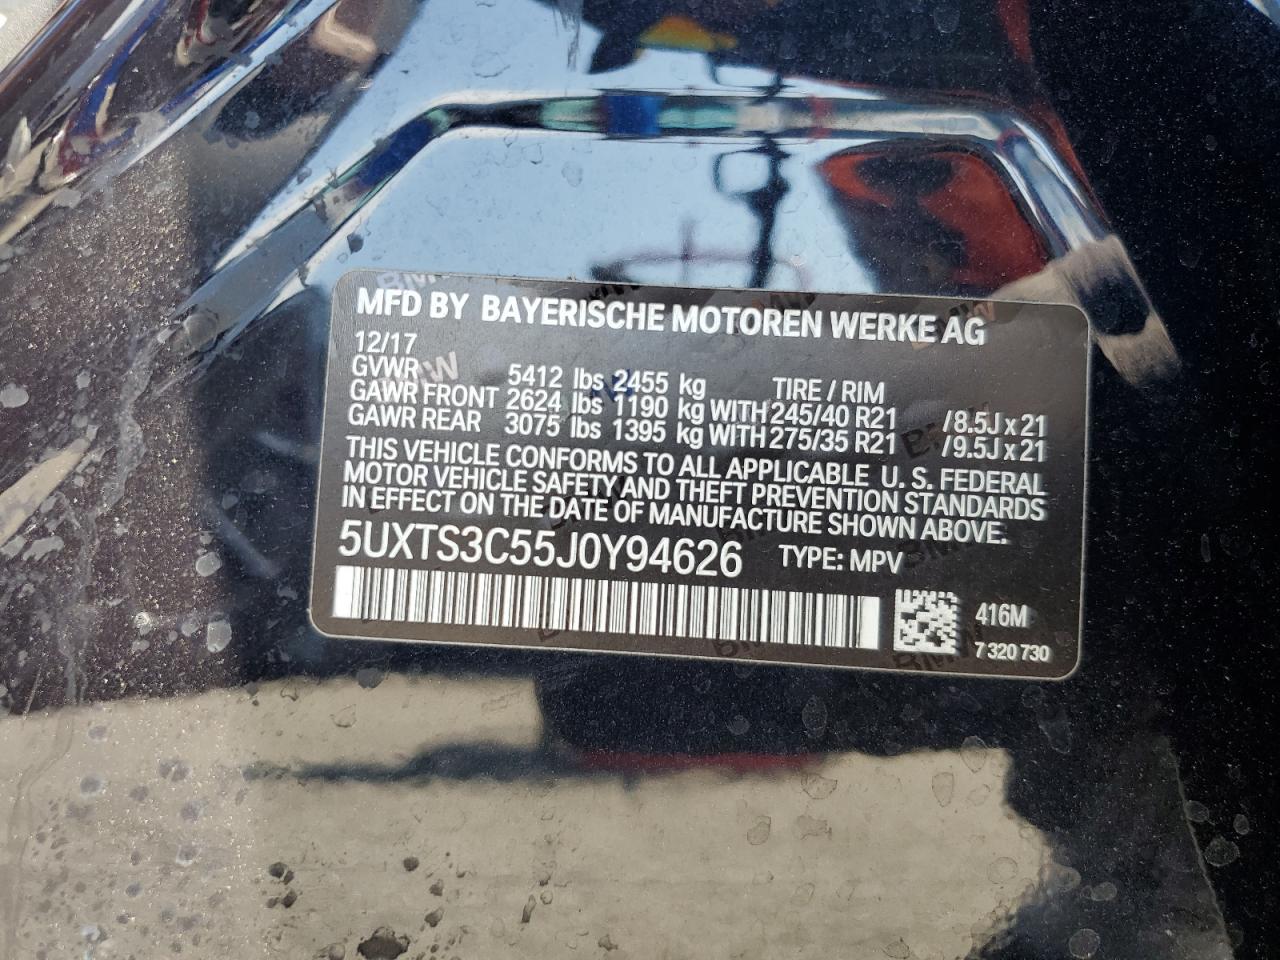 MFD BY BAYERISCHE MOTOREN WERKE AG
12/17
GVWR 5412 lbs 2455 kg TIRE / RIM
GAWR FRONT 2624 lbs 1190 kg WITH 245/40 R21 /8.5J x 21
GAWR REAR 3075 lbs 1395 kg WITH 275/35 R21 /9.5J x 21
THIS VEHICLE CONFORMS TO ALL APPLICABLE U. S. FEDERAL
MOTOR VEHICLE SAFETY AND THEFT PREVENTION STANDARDS
IN EFFECT ON THE DATE OF MANUFACTURE SHOWN ABOVE.
5UXTS3C55J0Y94626 TYPE: MPV
416M
7 320 730